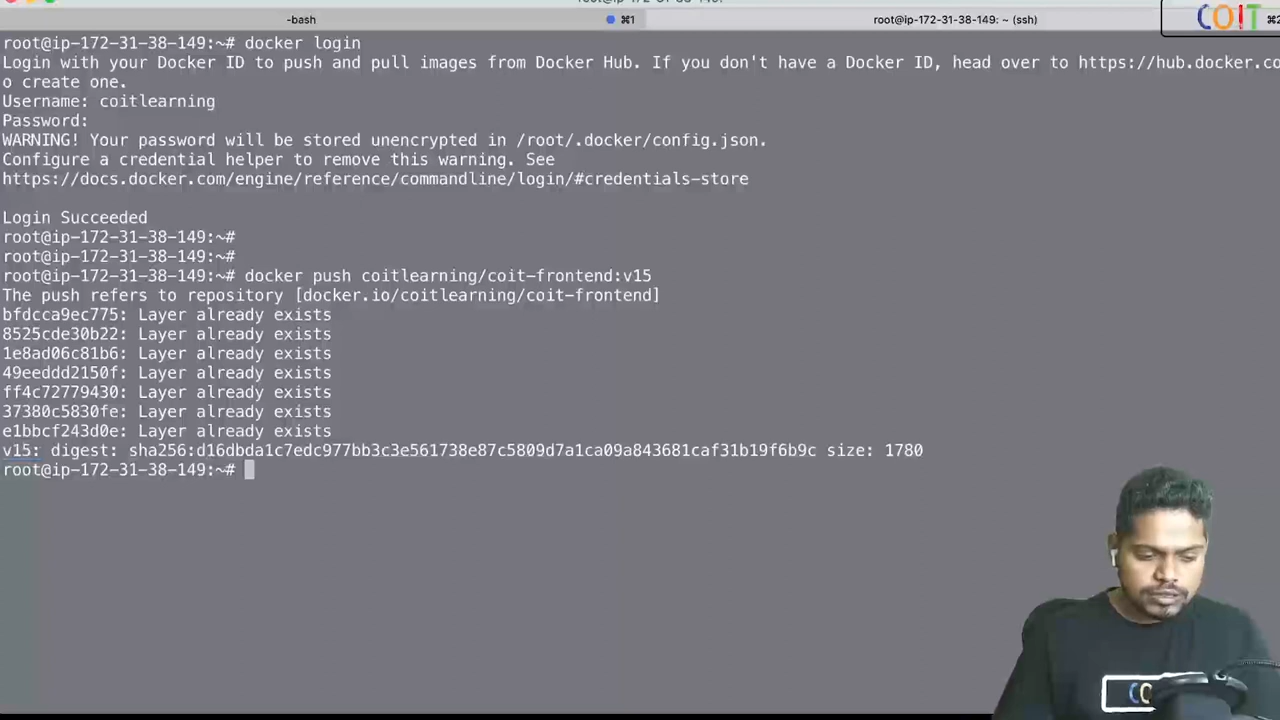 -bash
⌘1
root@ip-172-31-38-149: ~ (ssh)
COIT
⌘2
root@ip-172-31-38-149:~# docker login
Login with your Docker ID to push and pull images from Docker Hub. If you don't have a Docker ID, head over to https://hub.docker.co
o create one.
Username: coitlearning
Password:
WARNING! Your password will be stored unencrypted in /root/.docker/config.json.
Configure a credential helper to remove this warning. See
https://docs.docker.com/engine/reference/commandline/login/#credentials-store
Login Succeeded
root@ip-172-31-38-149:~#
root@ip-172-31-38-149:~#
root@ip-172-31-38-149:~# docker push coitlearning/coit-frontend:v15
The push refers to repository [docker.io/coitlearning/coit-frontend]
bfdcca9ec775: Layer already exists
8525cde30b22: Layer already exists
1e8ad06c81b6: Layer already exists
49eeddd2150f: Layer already exists
ff4c72779430: Layer already exists
37380c5830fe: Layer already exists
e1bbcf243d0e: Layer already exists
v15: digest: sha256:d16dbda1c7edc977bb3c3e561738e87c5809d7a1ca09a843681caf31b19f6b9c size: 1780
root@ip-172-31-38-149:~#
CO